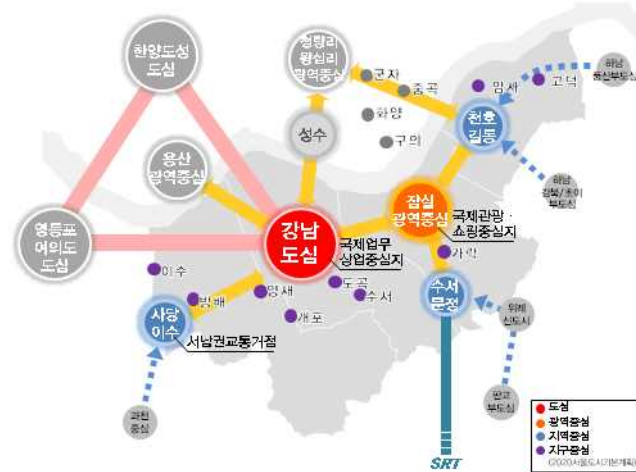 한양도성
도심
청량리
왕십리
광역중심
군자
중곡
화양
구의
암사
고덕
하남
풍산부도심
천호
길동
성수
용산
광역중심
하남
감북/초이
부도심
잠실
광역중심
국제관광·
쇼핑중심지
영등포
여의도
도심
강남
도심
국제업무
상업중심지
가락
이수
방배
양재
도곡
수서
개포
수서
문정
사당
이수
서남권교통거점
위례
신도시
과천
중심
판교
부도심
SRT
도심
광역중심
지역중심
지구중심
(2020서울도시기본계획)